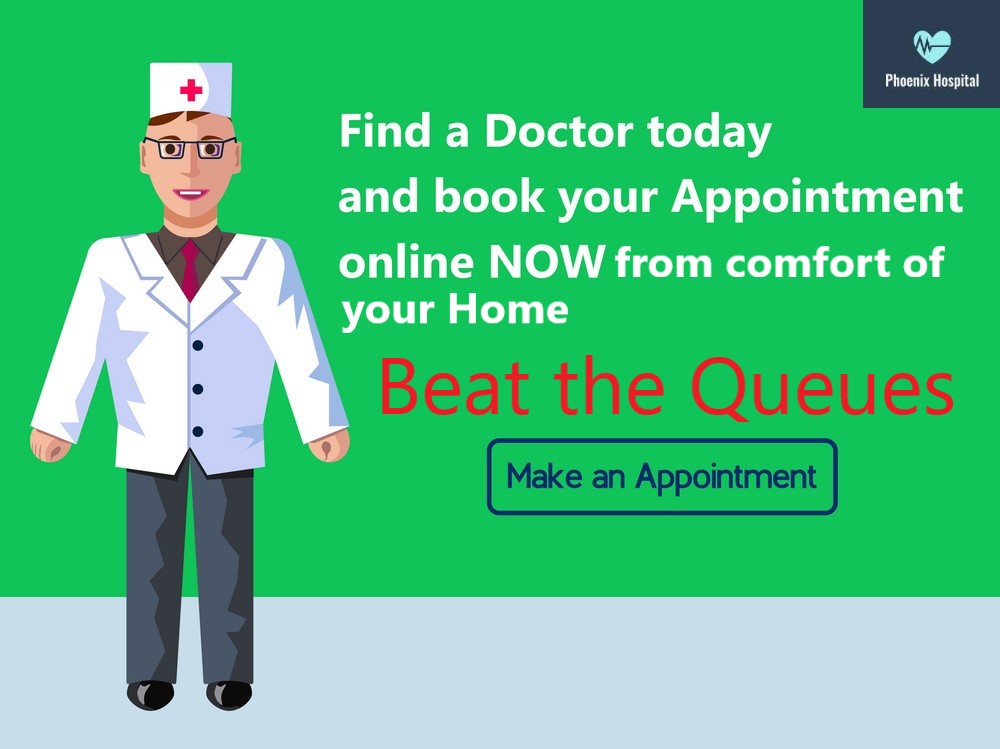 Phoenix Hospital
Find a Doctor today
and book your Appointment
online NOW from comfort of
your Home
Beat the Queues
Make an Appointment